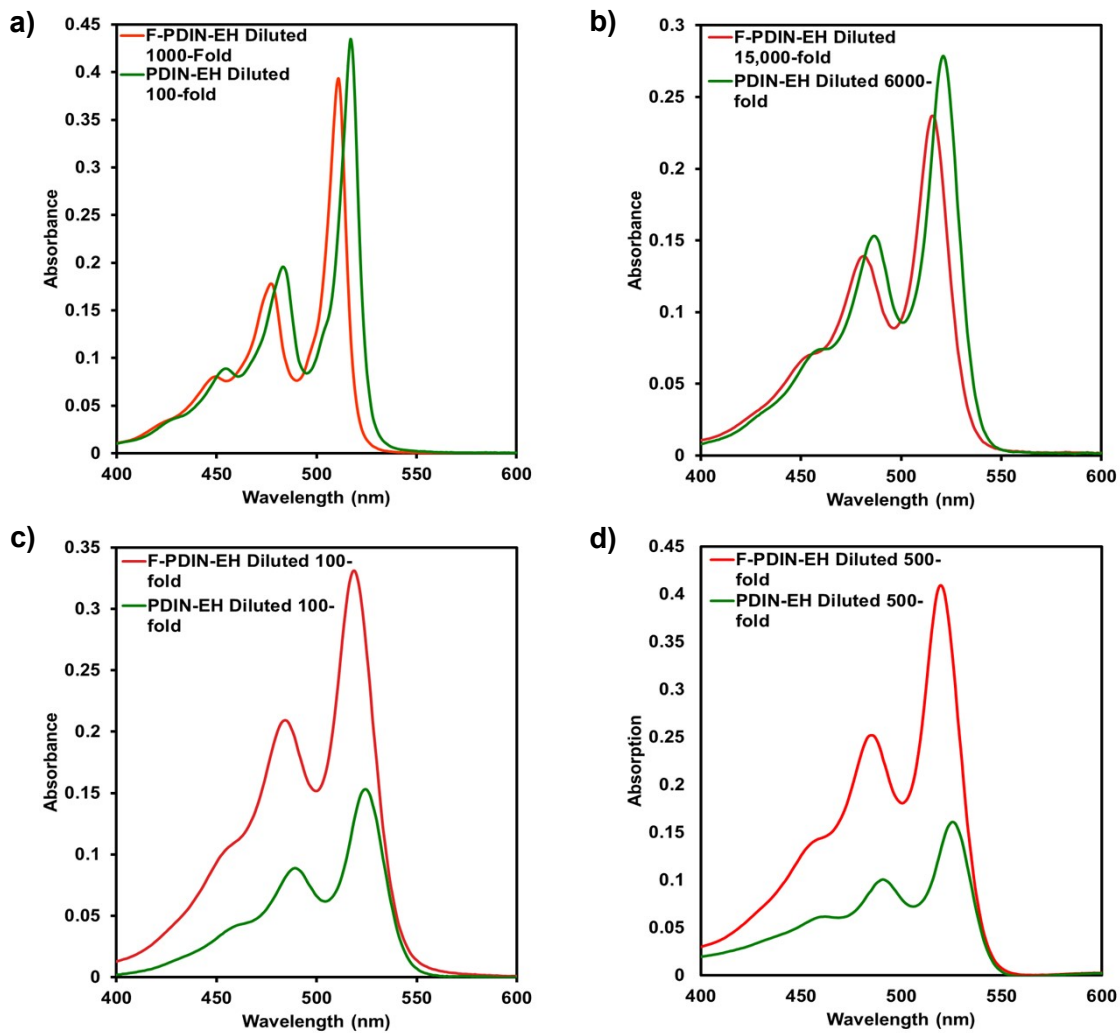 a)
F-PDIN-EH Diluted
1000-Fold
PDIN-EH Diluted
100-fold
0.45
0.4
0.35
0.3
0.25
0.2
0.15
0.1
0.05
0
Absorbance
400
450
500
550
600
Wavelength (nm)
b)
F-PDIN-EH Diluted
15,000-fold
PDIN-EH Diluted 6000-
fold
0.3
0.25
0.2
0.15
0.1
0.05
0
Absorbance
400
450
500
550
600
Wavelength (nm)
c)
F-PDIN-EH Diluted 100-
fold
PDIN-EH Diluted 100-
fold
0.35
0.3
0.25
0.2
0.15
0.1
0.05
0
Absorbance
400
450
500
550
600
Wavelength (nm)
d)
F-PDIN-EH Diluted 500-
fold
PDIN-EH Diluted 500-
fold
0.45
0.4
0.35
0.3
0.25
0.2
0.15
0.1
0.05
0
Absorption
400
450
500
550
600
Wavelength (nm)